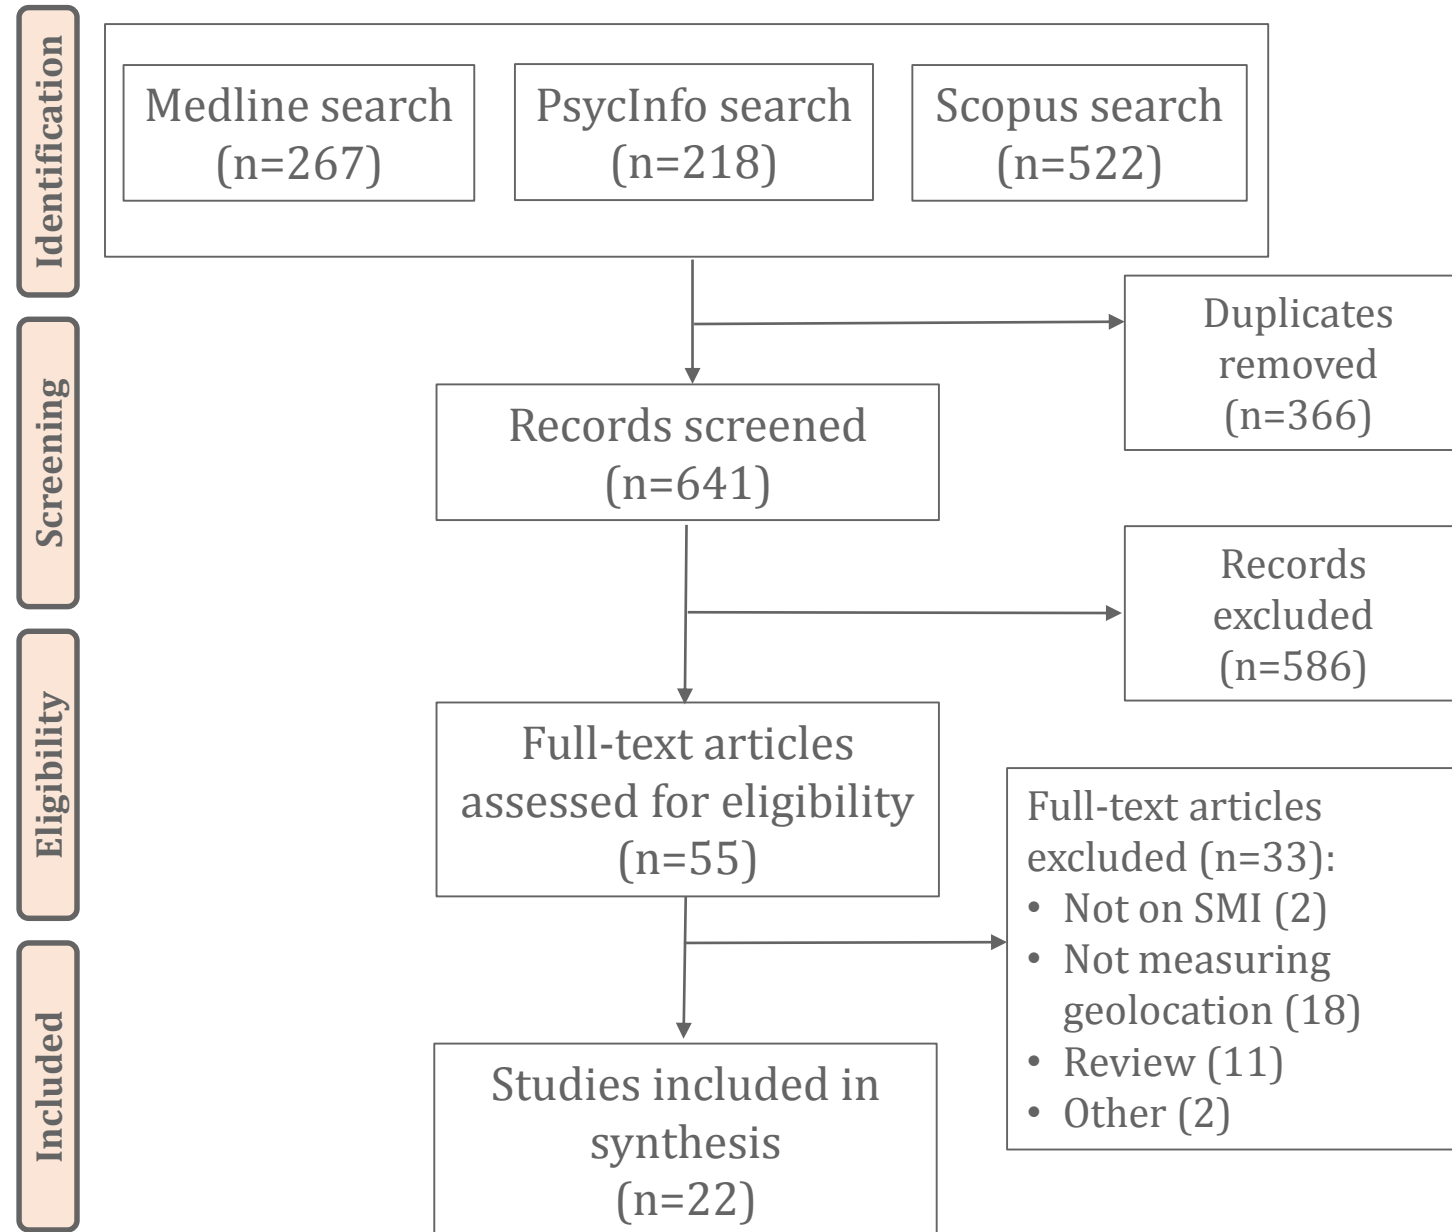 Identification
Medline search
(n=267)
PsycInfo search
(n=218)
Scopus search
(n=522)
Duplicates
removed
(n=366)
Screening
Records screened
(n=641)
Records
excluded
(n=586)
Eligibility
Full-text articles
assessed for eligibility
(n=55)
Full-text articles
excluded (n=33):
• Not on SMI (2)
• Not measuring
geolocation (18)
• Review (11)
• Other (2)
Included
Studies included in
synthesis
(n=22)